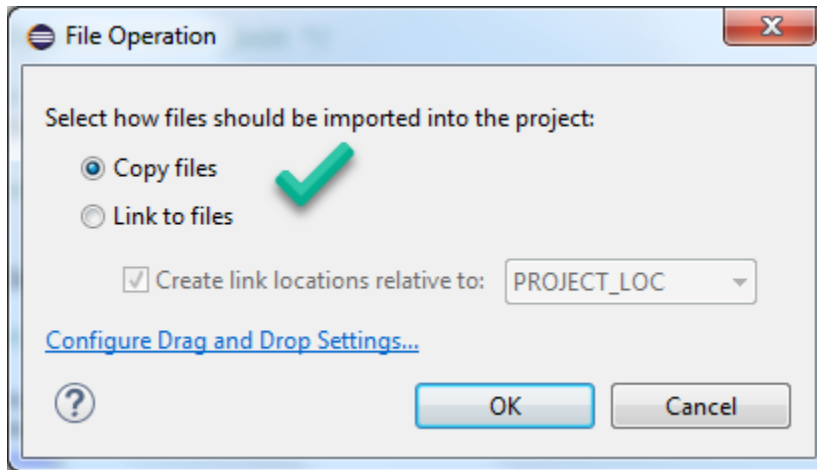 File Operation
Select how files should be imported into the project:
Copy files
Link to files
Create link locations relative to: PROJECT_LOC
Configure Drag and Drop Settings...
? OK Cancel